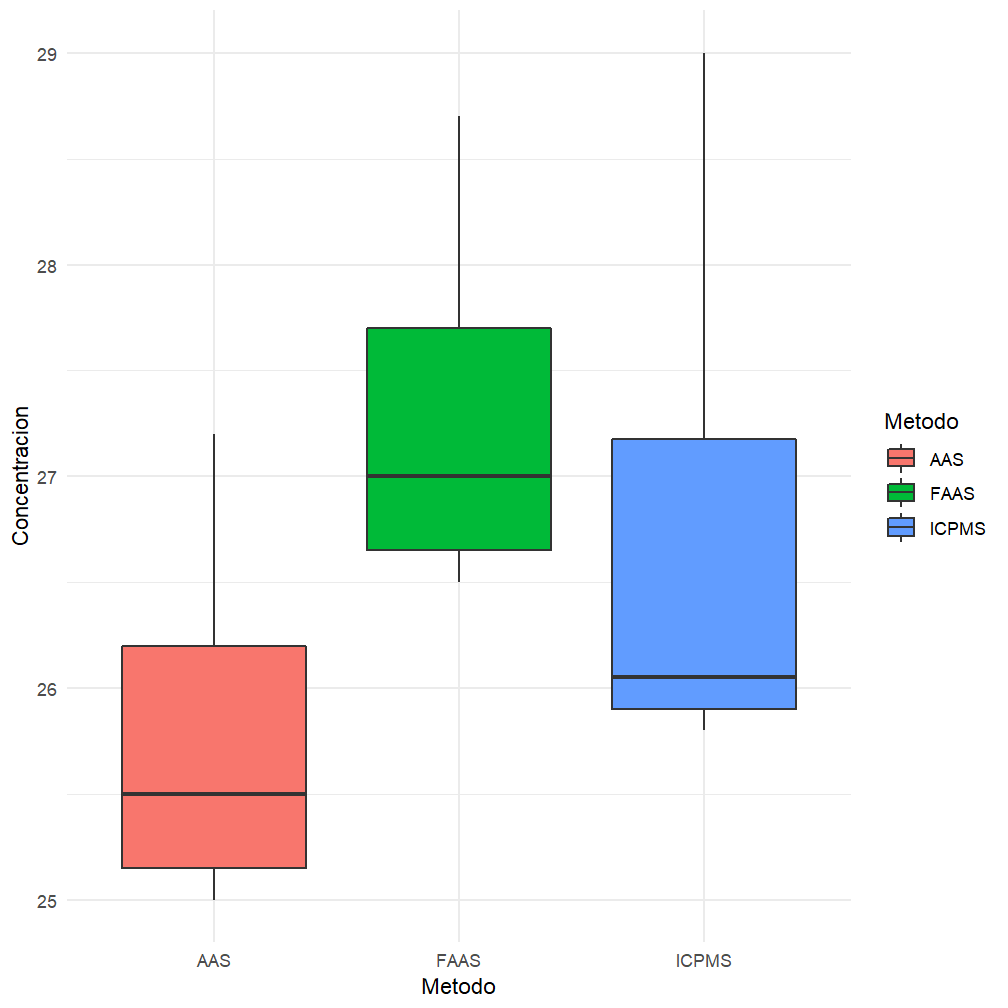 29
28
27
26
25
Concentracion
AAS
FAAS
ICPMS
Metodo
Metodo
AAS
FAAS
ICPMS